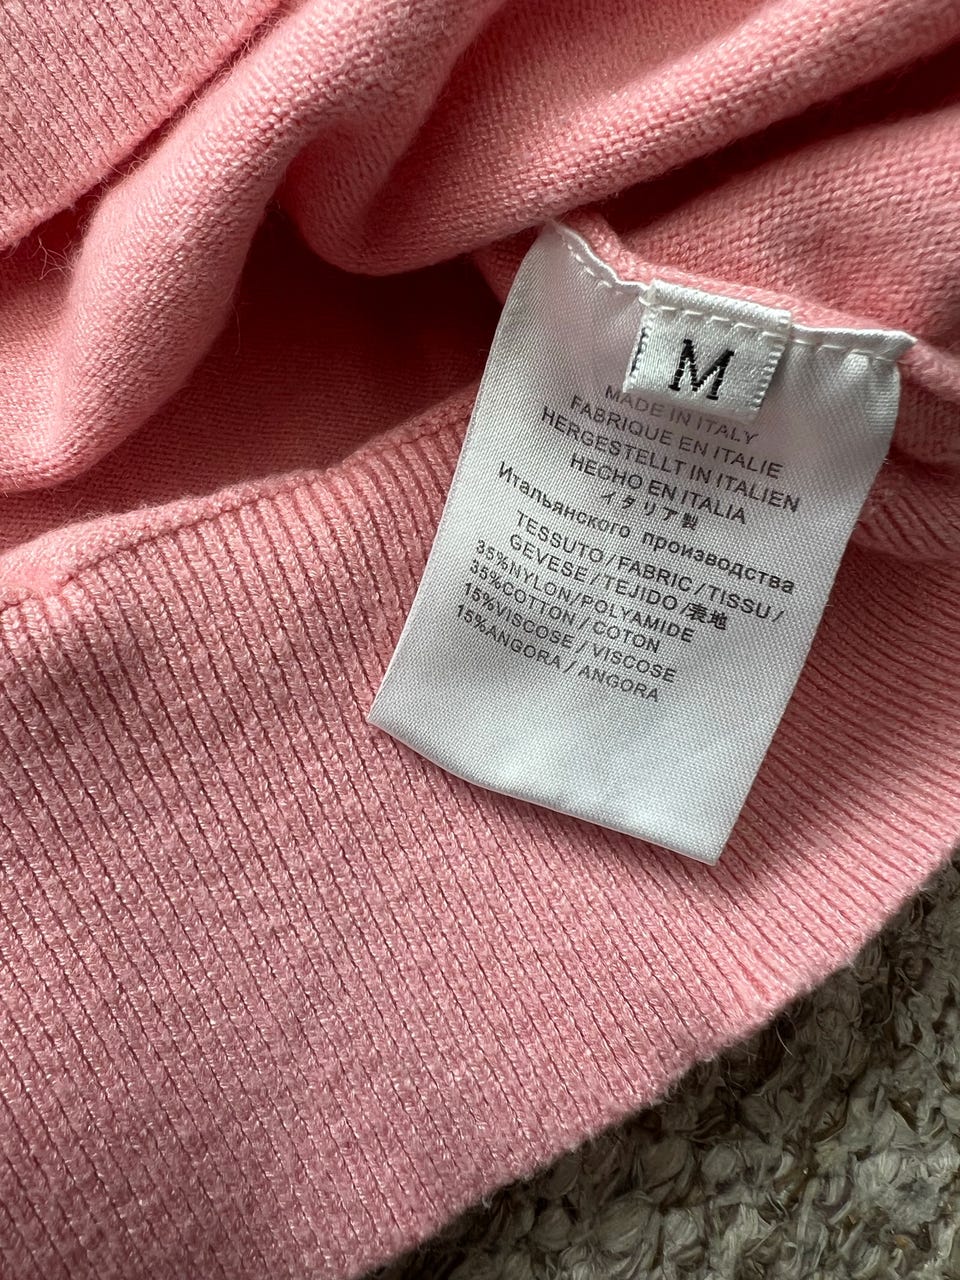 M
MADE IN ITALY
FABRIQUE EN ITALIE
HERGESTELLT IN ITALIEN
HECHO EN ITALIA
イタリア製
Итальянского производства
TESSUTO/FABRIC/TISSU/
GEVESE/TEJIDO/表地
35%NYLON/POLYAMIDE
35%COTTON/COTON
15%VISCOSE/VISCOSE
15%ANGORA/ANGORA